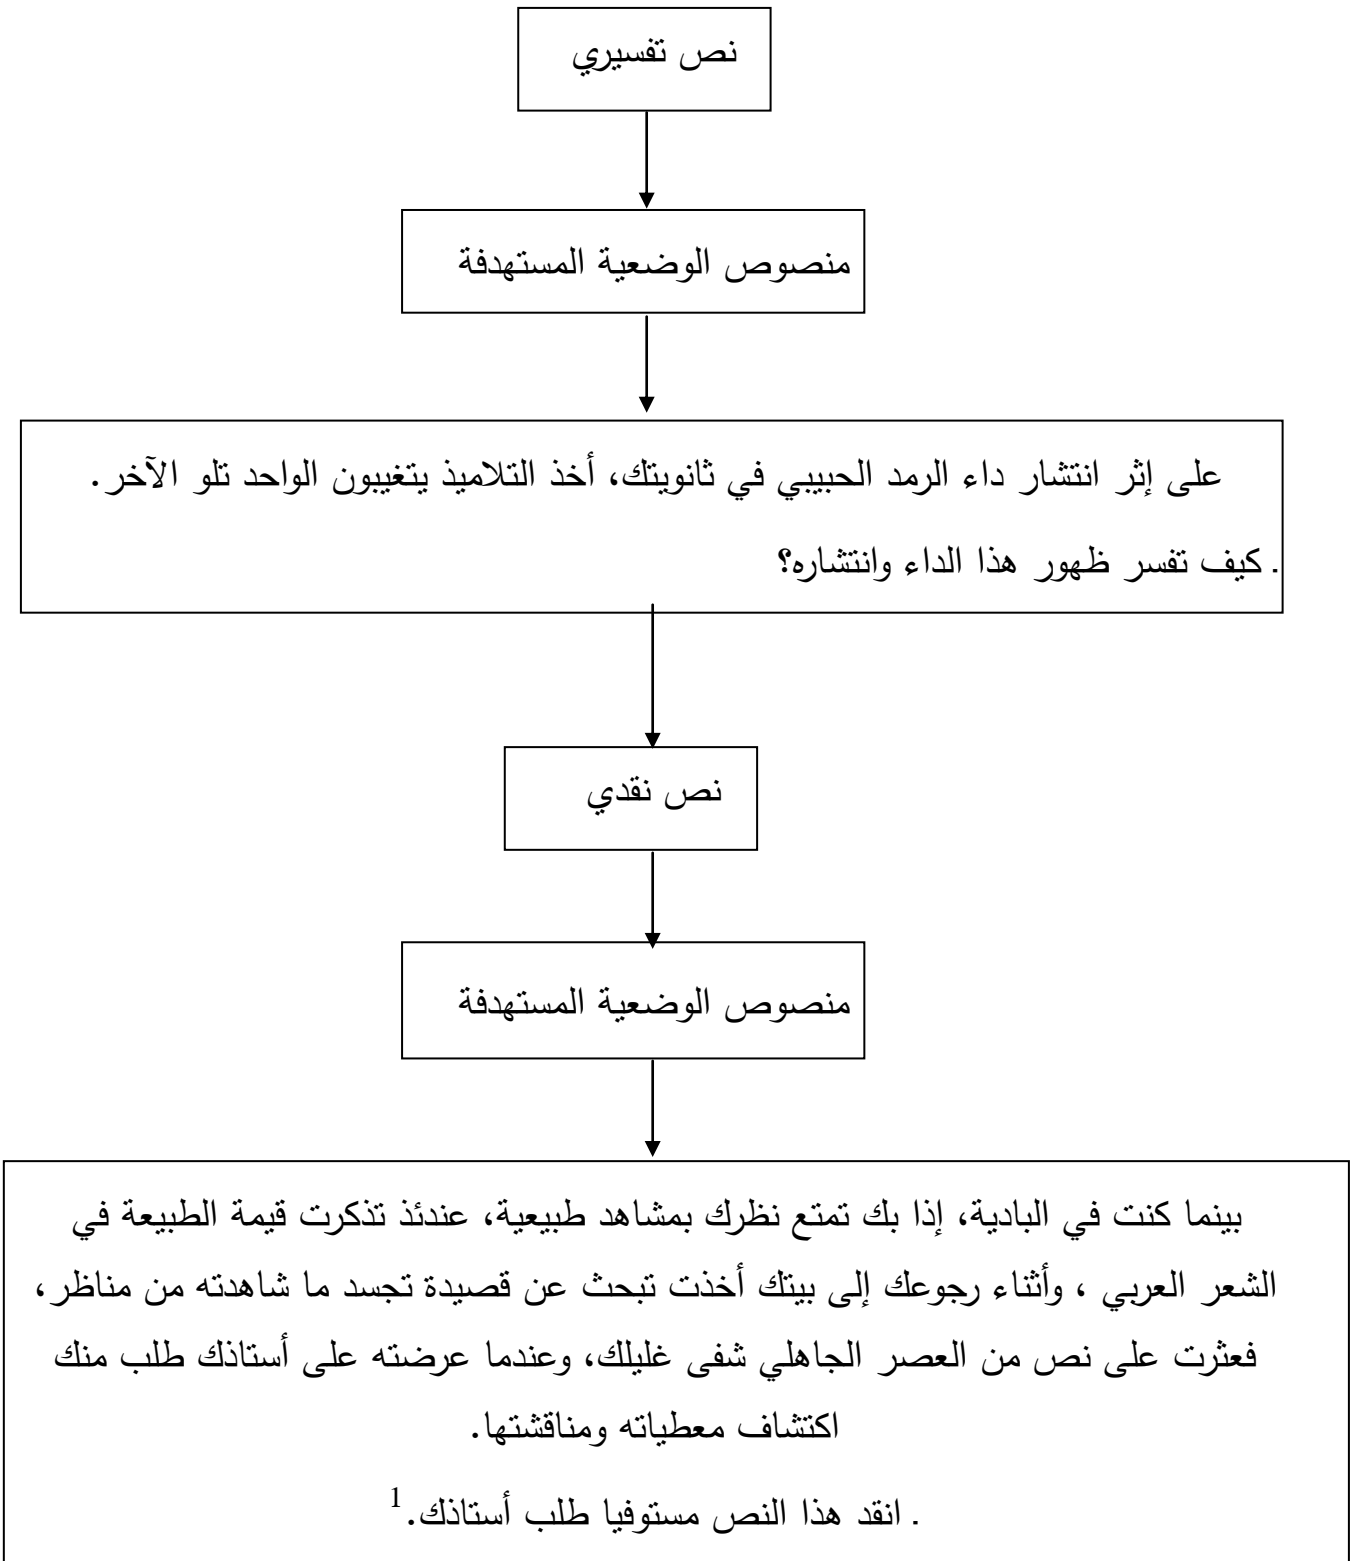 نص تفسيري
منصوص الوضعية المستهدفة
على إثر انتشار داء الرمد الحبيبي في ثانويتك، أخذ التلاميذ يتغيبون الواحد تلو الآخر.
. كيف تفسر ظهور هذا الداء وانتشاره؟
نص نقدي
منصوص الوضعية المستهدفة
بينما كنت في البادية، إذا بك تمتع نظرك بمشاهد طبيعية، عندئذ تذكرت قيمة الطبيعة في
الشعر العربي ، وأثناء رجوعك إلى بيتك أخذت تبحث عن قصيدة تجسد ما شاهدته من مناظر،
فعثرت على نص من العصر الجاهلي شفى غليلك، وعندما عرضته على أستاذك طلب منك
اكتشاف معطياته ومناقشتها.
. انقد هذا النص مستوفيا طلب أستاذك.1